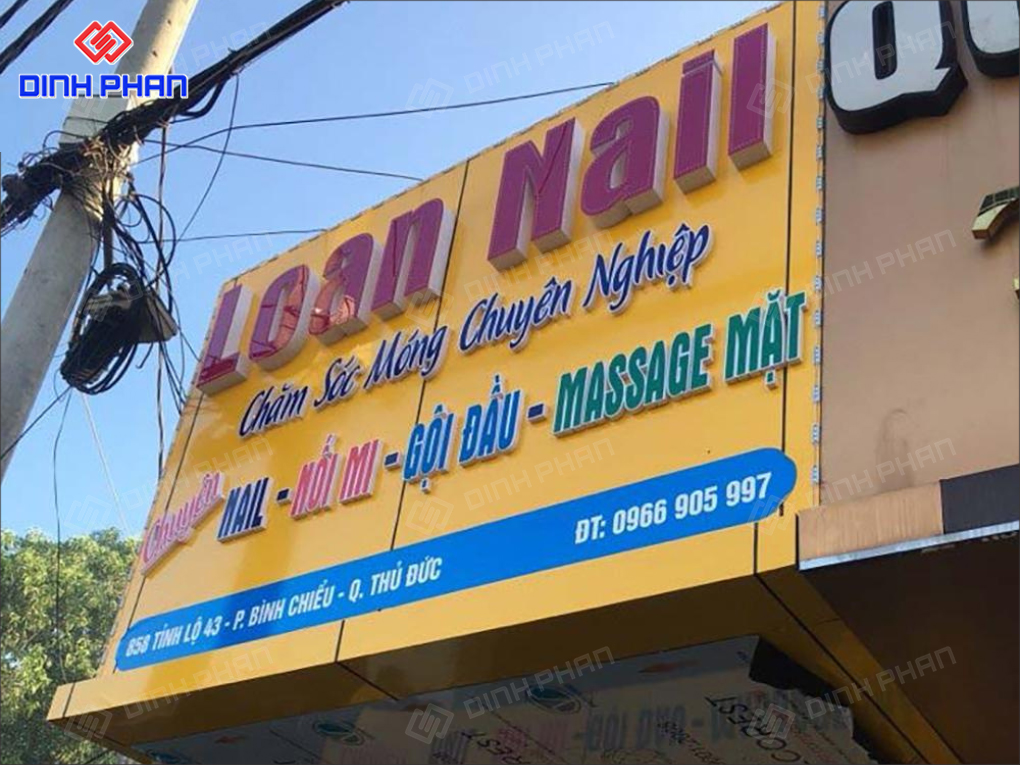 DINH PHAN
QU
Loan Nail
Chăm Sóc Móng Chuyên Nghiệp
Chuyên NAIL - NỐI MI - GỘI ĐẦU - MASSAGE MẶT
ĐT: 0966 905 997
858 TỈNH LỘ 43 - P. BÌNH CHIỂU - Q. THỦ ĐỨC